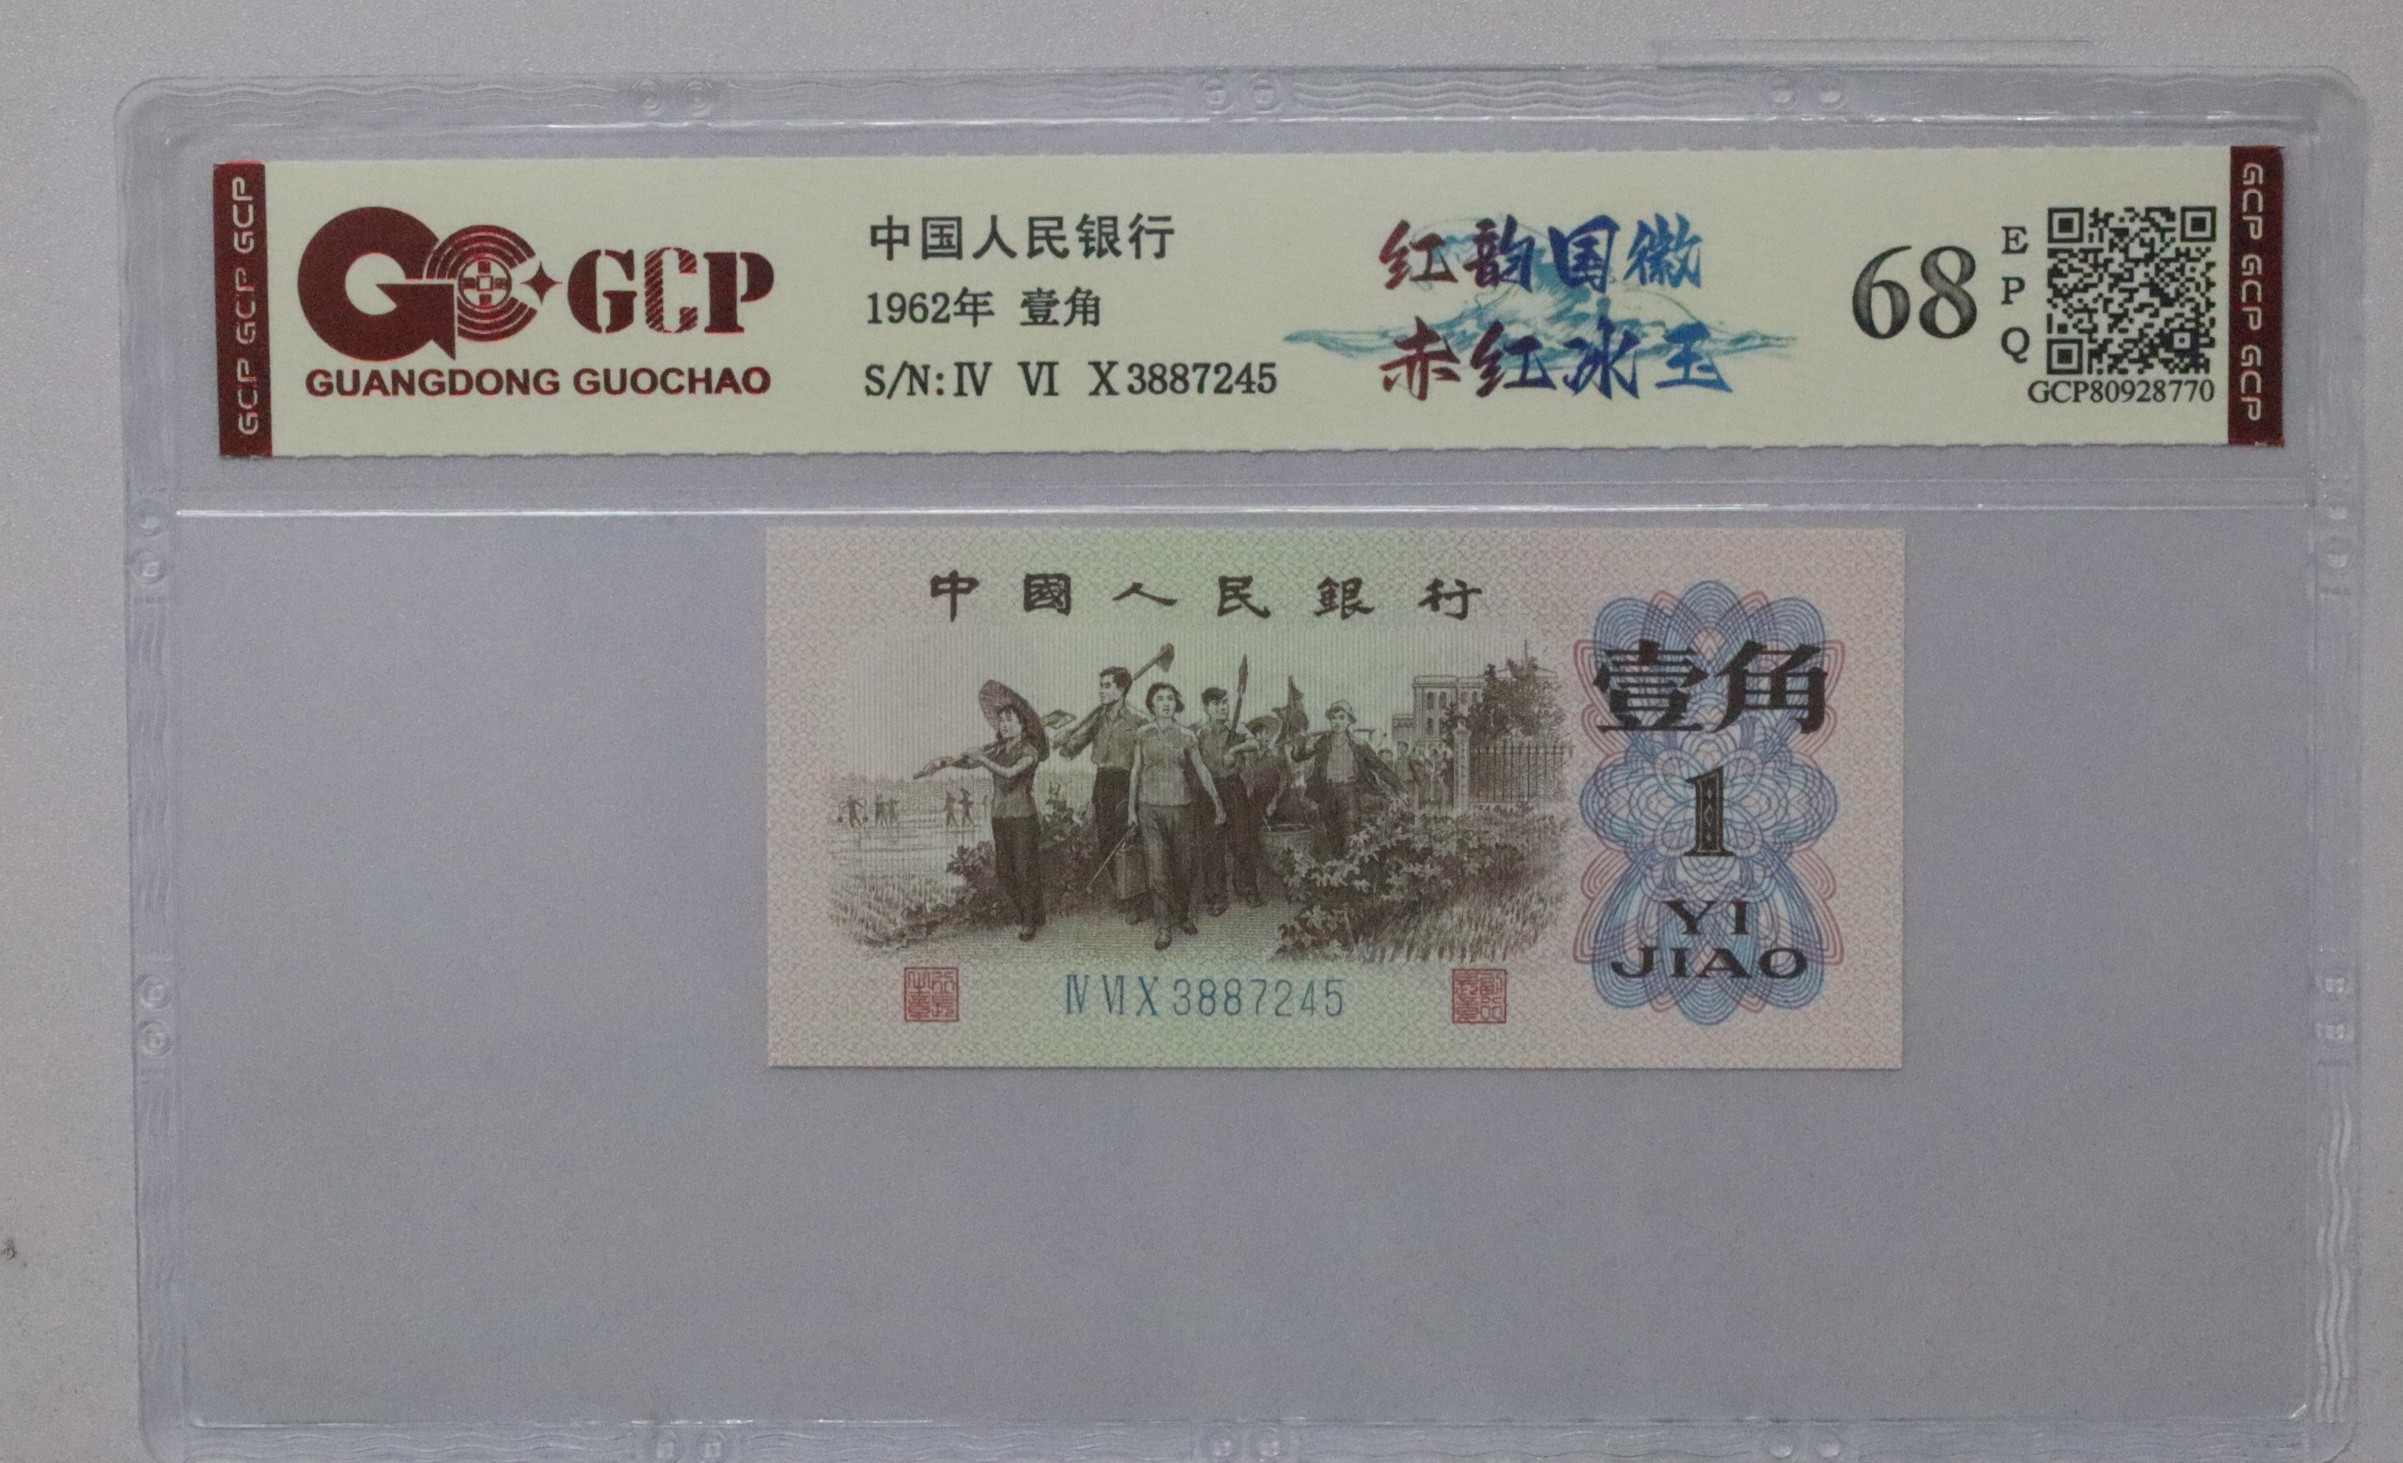 GCP GCP GCP
GCP
GUANGDONG GUOCHAO
中国人民银行
1962年 壹角
S/N: IV VI X 3887245
红韵国徽
赤红冰玉
68
E
P
Q
GCP80928770
GCP GCP GCP
中國人民銀行
壹角
1
YI
JIAO
IV VI X 3887245